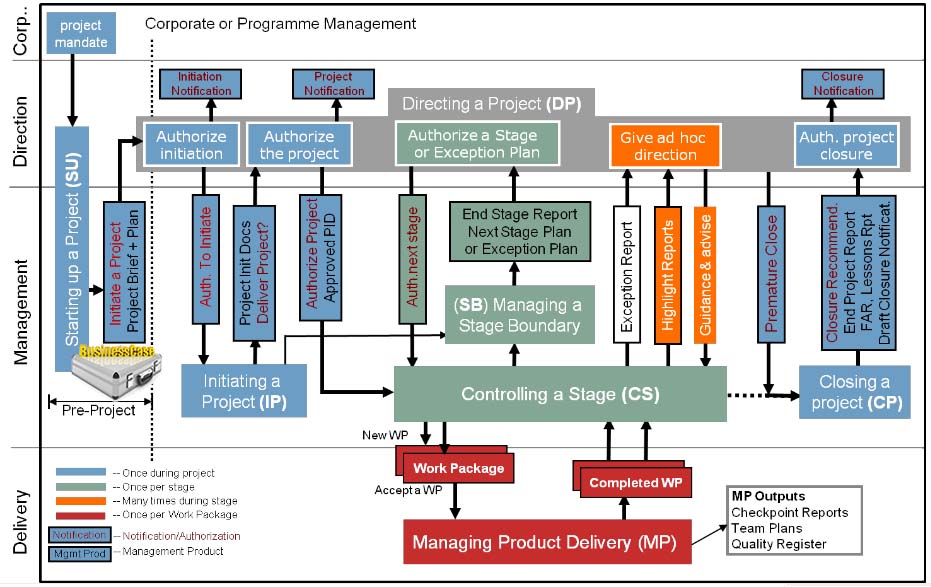 Corp..
project
mandate
Corporate or Programme Management
Direction
Initiation
Notification
Project
Notification
Closure
Notification
Directing a Project (DP)
Authorize
initiation
Authorize
the project
Authorize a Stage
or Exception Plan
Give ad hoc
direction
Auth. project
closure
Management
Starting up a Project (SU)
Initiate a Project
Project Brief + Plan
Auth. To Initiate
Project Init Docs
Deliver Project?
Authorize Project
Approved PID
Auth.next stage
End Stage Report
Next Stage Plan
or Exception Plan
Exception Report
Highlight Reports
Guidance & advise
Premature Close
Closure Recommend.
End Project Report
FAR, Lessons Rpt
Draft Closure Notificat.
(SB) Managing a
Stage Boundary
BusinessCase
Pre-Project
Initiating a
Project (IP)
Controlling a Stage (CS)
Closing a
project (CP)
Delivery
New WP
Work Package
Accept a WP
Completed WP
Managing Product Delivery (MP)
MP Outputs
Checkpoint Reports
Team Plans
Quality Register
-- Once during project
-- Once per stage
-- Many times during stage
-- Once per Work Package
Notification -- Notification/Authorization
Mgmt Prod -- Management Product